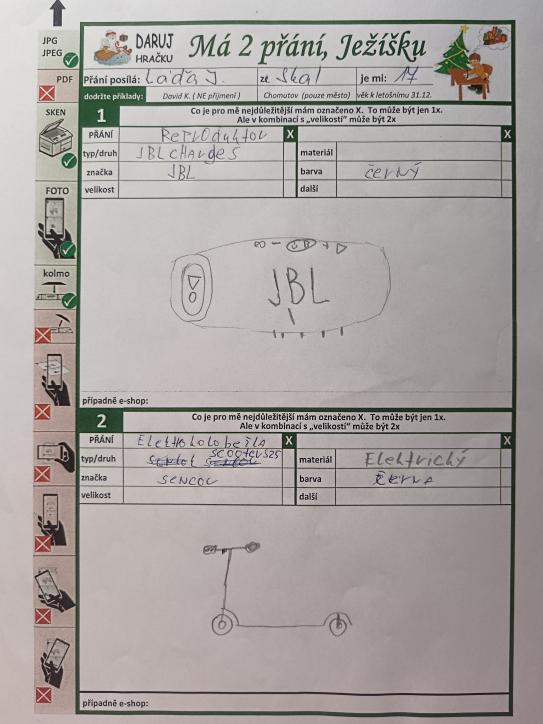 JPG
JPEG
PDF
SKEN
FOTO
kolmo
DARUJ
HRAČKU
Má 2 přání, Ježíšku
Přání posílá: Laďa J. ze Skal je mi: 17
dodržte příklady: David K. ( NE příjmení ) Chomutov (pouze město) věk k letošnímu 31.12.
1
Co je pro mě nejdůležitější mám označeno X. To může být jen 1x.
Ale v kombinaci s „velikostí" může být 2x
PŘÁNÍ Reproduktor X X
typ/druh JBL charge5 materiál
značka JBL barva černý
velikost další
JBL
případně e-shop:
2
Co je pro mě nejdůležitější mám označeno X. To může být jen 1x.
Ale v kombinaci s „velikostí" může být 2x
PŘÁNÍ Elektrokoloběžka X X
typ/druh scooter S25 materiál Elektrický
značka sencor barva černá
velikost další
případně e-shop: